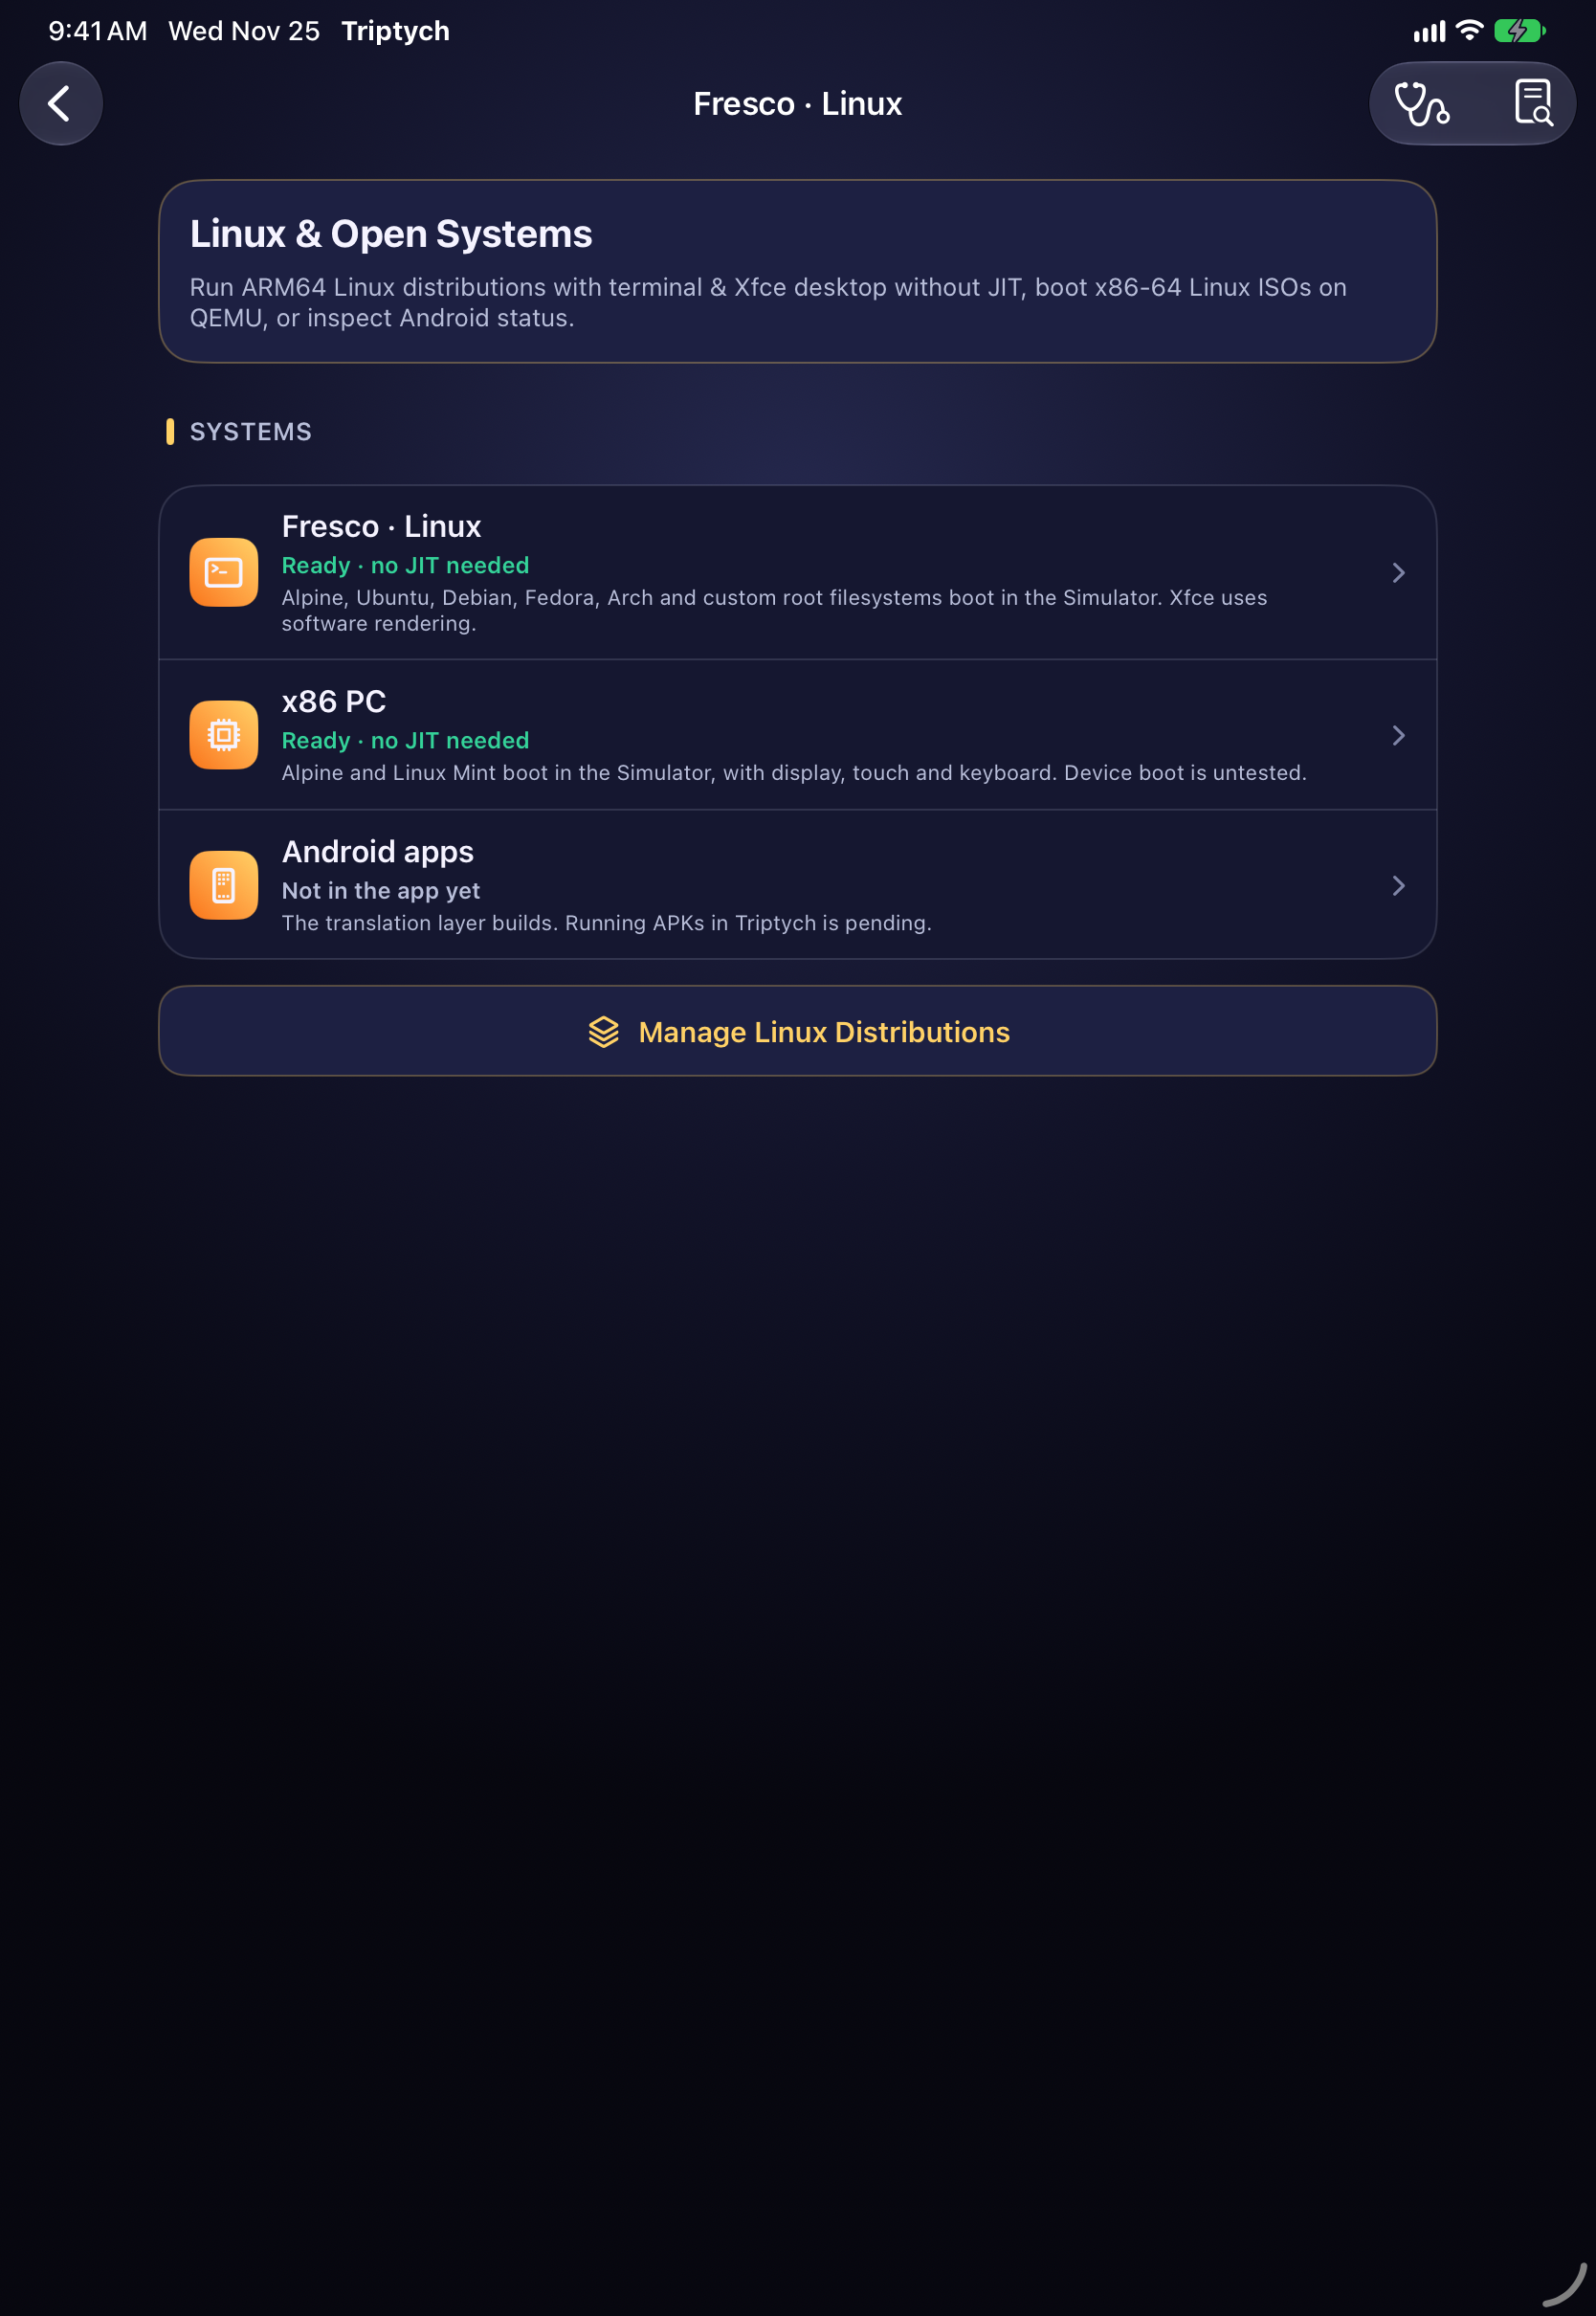 9:41 AM Wed Nov 25 Triptych
Fresco · Linux
Linux & Open Systems
Run ARM64 Linux distributions with terminal & Xfce desktop without JIT, boot x86-64 Linux ISOs on
QEMU, or inspect Android status.
SYSTEMS
Fresco · Linux
Ready · no JIT needed
Alpine, Ubuntu, Debian, Fedora, Arch and custom root filesystems boot in the Simulator. Xfce uses
software rendering.
x86 PC
Ready · no JIT needed
Alpine and Linux Mint boot in the Simulator, with display, touch and keyboard. Device boot is untested.
Android apps
Not in the app yet
The translation layer builds. Running APKs in Triptych is pending.
Manage Linux Distributions